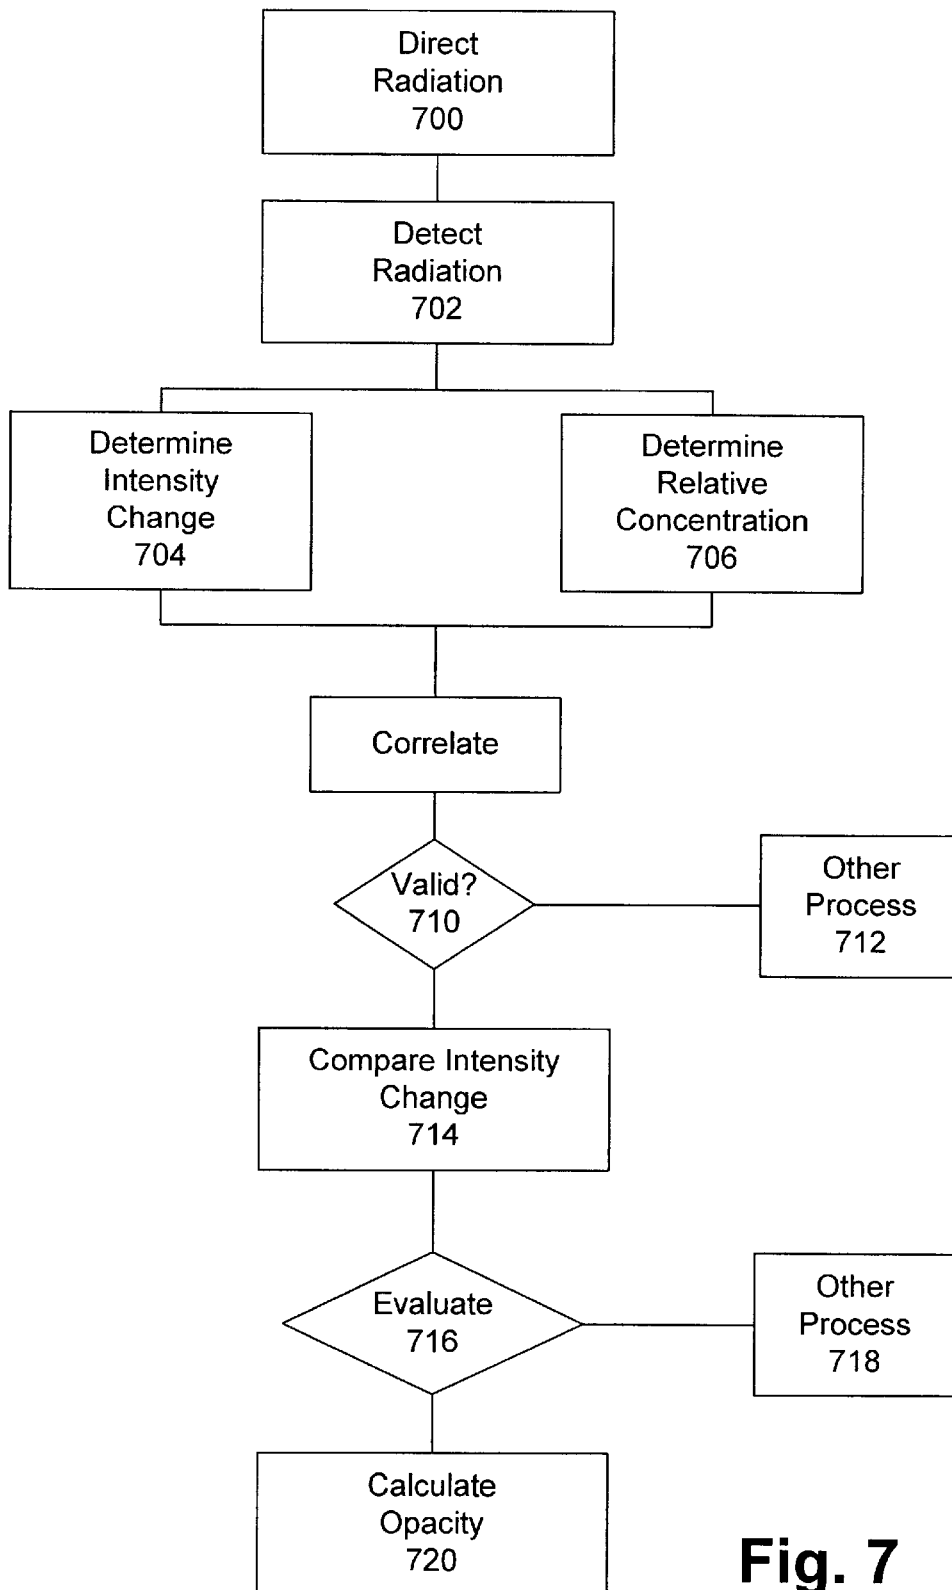 Direct
Radiation
700
Detect
Radiation
702
Determine
Intensity
Change
704
Determine
Relative
Concentration
706
Correlate
Valid?
710
Other
Process
712
Compare Intensity
Change
714
Evaluate
716
Other
Process
718
Calculate
Opacity
720
Fig. 7